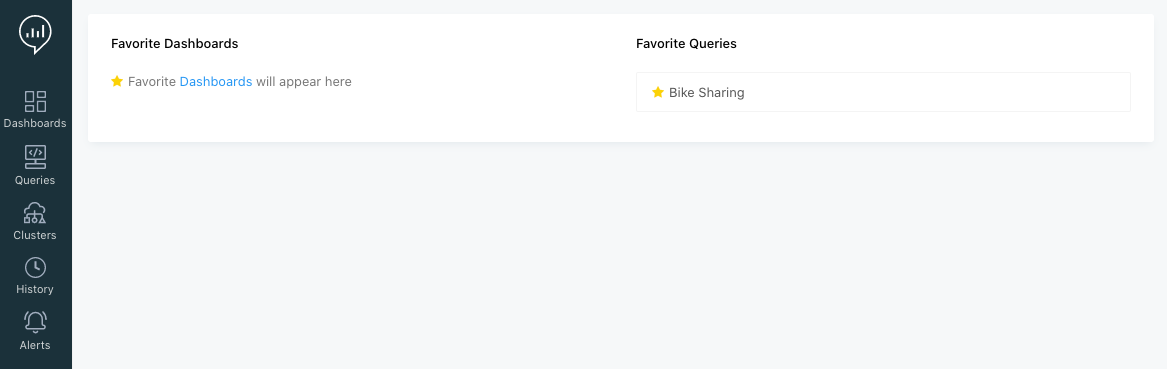 Dashboards
Queries
Clusters
History
Alerts
Favorite Dashboards
Favorite Dashboards will appear here
Favorite Queries
Bike Sharing